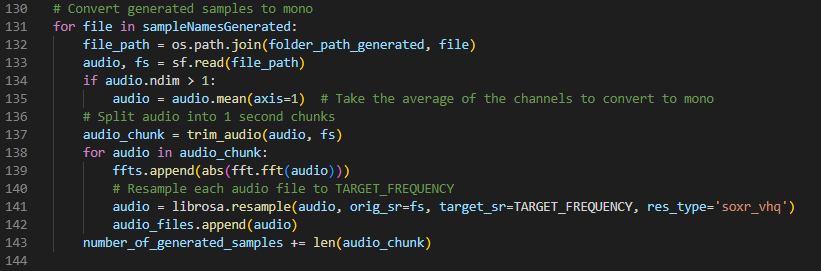 130 # Convert generated samples to mono
131 for file in sampleNamesGenerated:
132     file_path = os.path.join(folder_path_generated, file)
133     audio, fs = sf.read(file_path)
134     if audio.ndim > 1:
135         audio = audio.mean(axis=1)  # Take the average of the channels to convert to mono
136     # Split audio into 1 second chunks
137     audio_chunk = trim_audio(audio, fs)
138     for audio in audio_chunk:
139         ffts.append(abs(fft.fft(audio)))
140         # Resample each audio file to TARGET_FREQUENCY
141         audio = librosa.resample(audio, orig_sr=fs, target_sr=TARGET_FREQUENCY, res_type='soxr_vhq')
142         audio_files.append(audio)
143     number_of_generated_samples += len(audio_chunk)
144